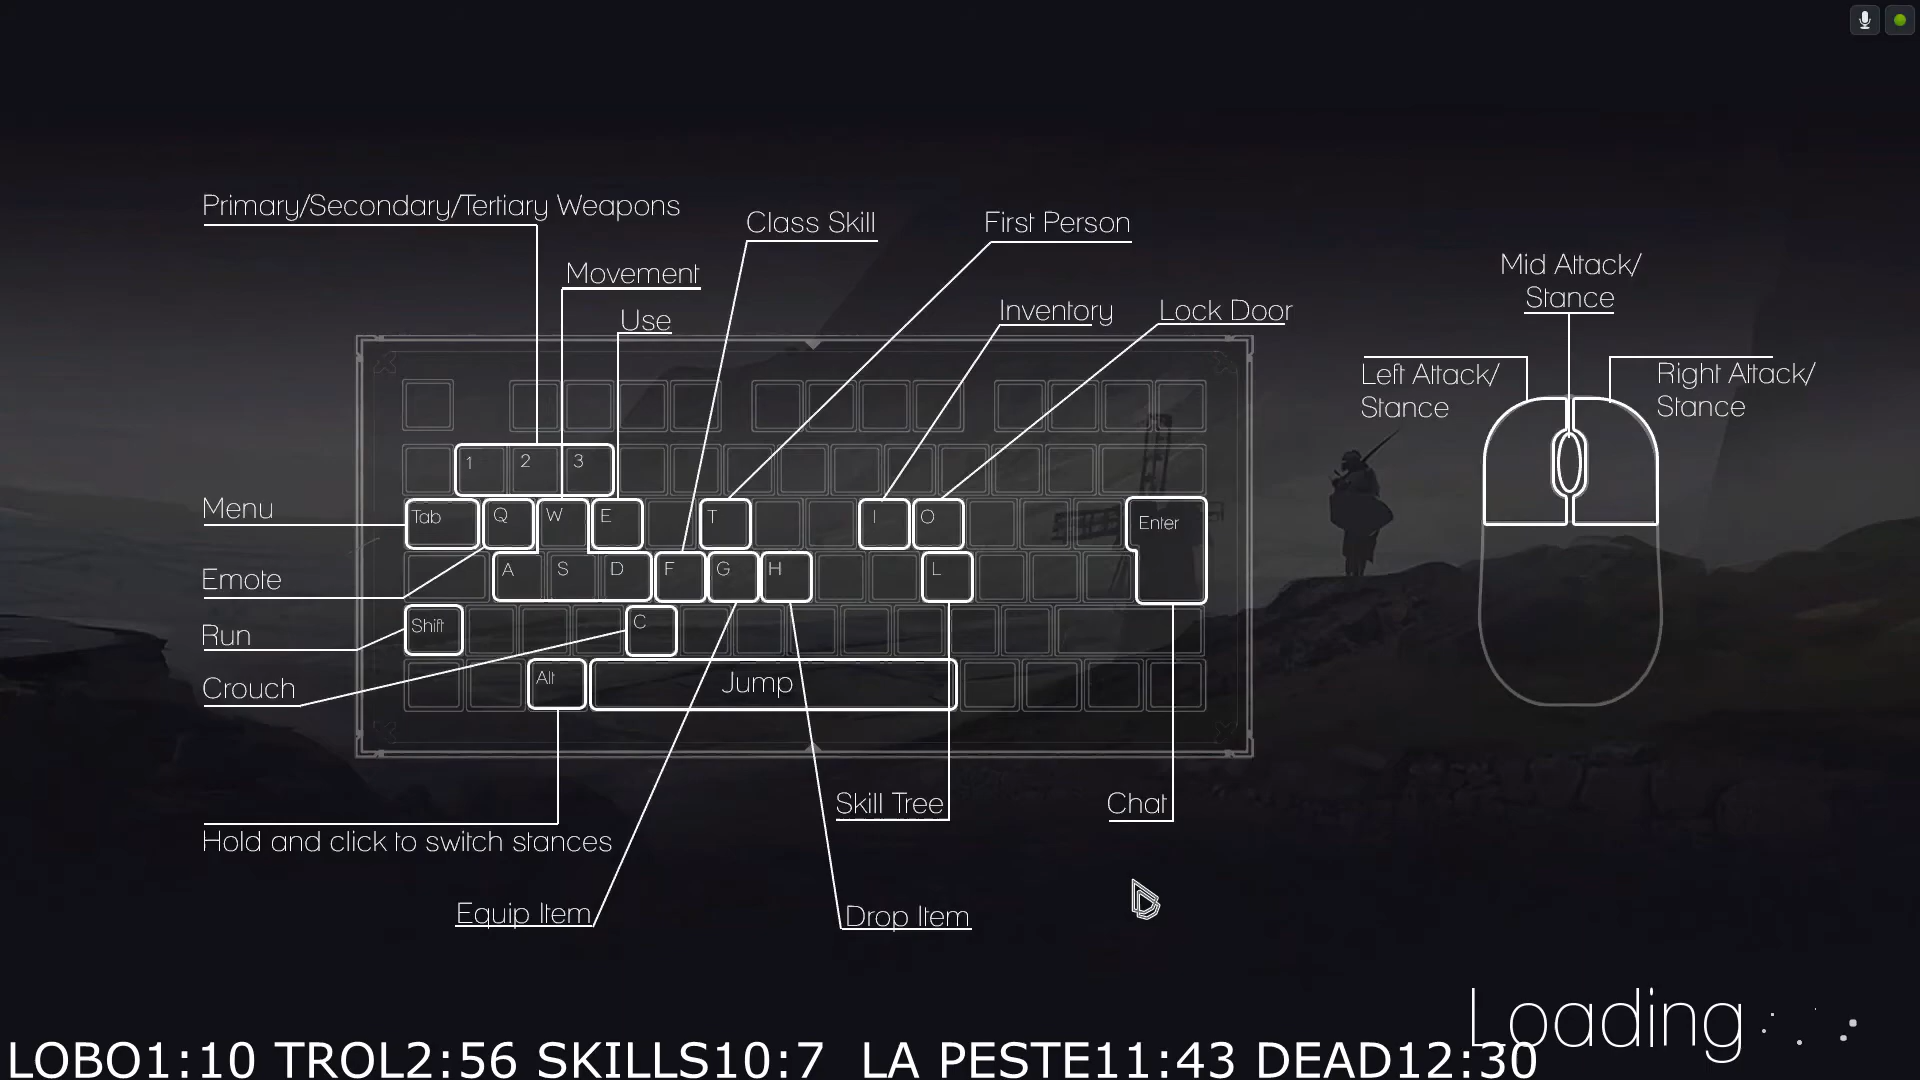 Primary/Secondary/Tertiary Weapons
Class Skill
First Person
Movement
Use
Inventory
Lock Door
Mid Attack/
Stance
Left Attack/
Stance
Right Attack/
Stance
1 2 3
Menu
Tab Q W E T I O Enter
Emote
A S D F G H L
Run
Shift C
Crouch
Alt Jump
Hold and click to switch stances
Skill Tree
Chat
Equip Item
Drop Item
Loading
LOBO1:10 TROL2:56 SKILLS10:7 LA PESTE11:43 DEAD12:30